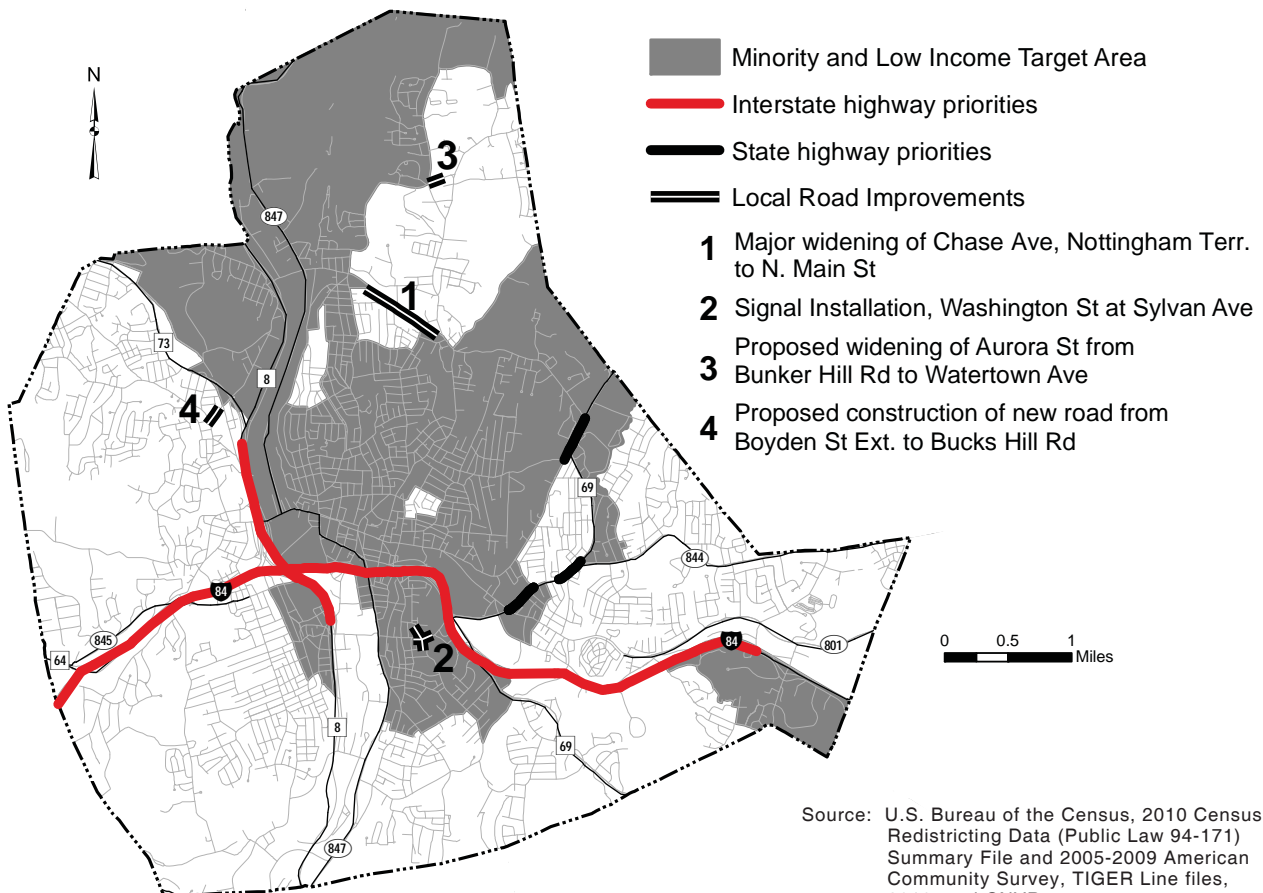 N
Minority and Low Income Target Area
Interstate highway priorities
State highway priorities
Local Road Improvements
1 Major widening of Chase Ave, Nottingham Terr.
to N. Main St
2 Signal Installation, Washington St at Sylvan Ave
3 Proposed widening of Aurora St from
Bunker Hill Rd to Watertown Ave
4 Proposed construction of new road from
Boyden St Ext. to Bucks Hill Rd
3
847
1
73
8
4
69
844
84
845
64
2
84
801
0 0.5 1
Miles
8
69
847
Source: U.S. Bureau of the Census, 2010 Census
Redistricting Data (Public Law 94-171)
Summary File and 2005-2009 American
Community Survey, TIGER Line files,